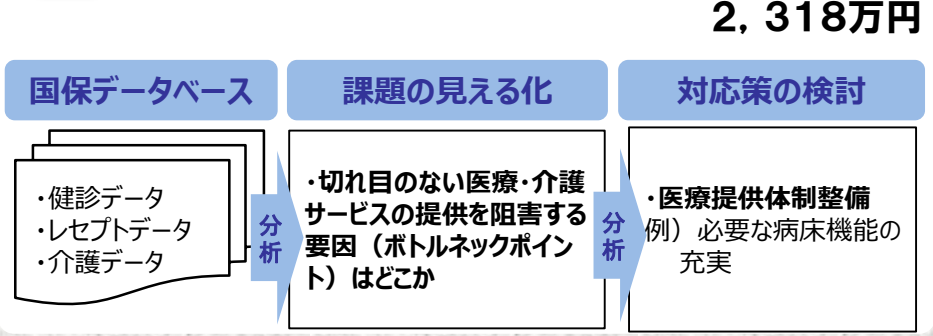 2，318万円
国保データベース
課題の見える化
対応策の検討
・健診データ
・レセプトデータ
・介護データ
分
析
・切れ目のない医療・介護
サービスの提供を阻害する
要因（ボトルネックポイン
ト）はどこか
分
析
・医療提供体制整備
例）必要な病床機能の
充実